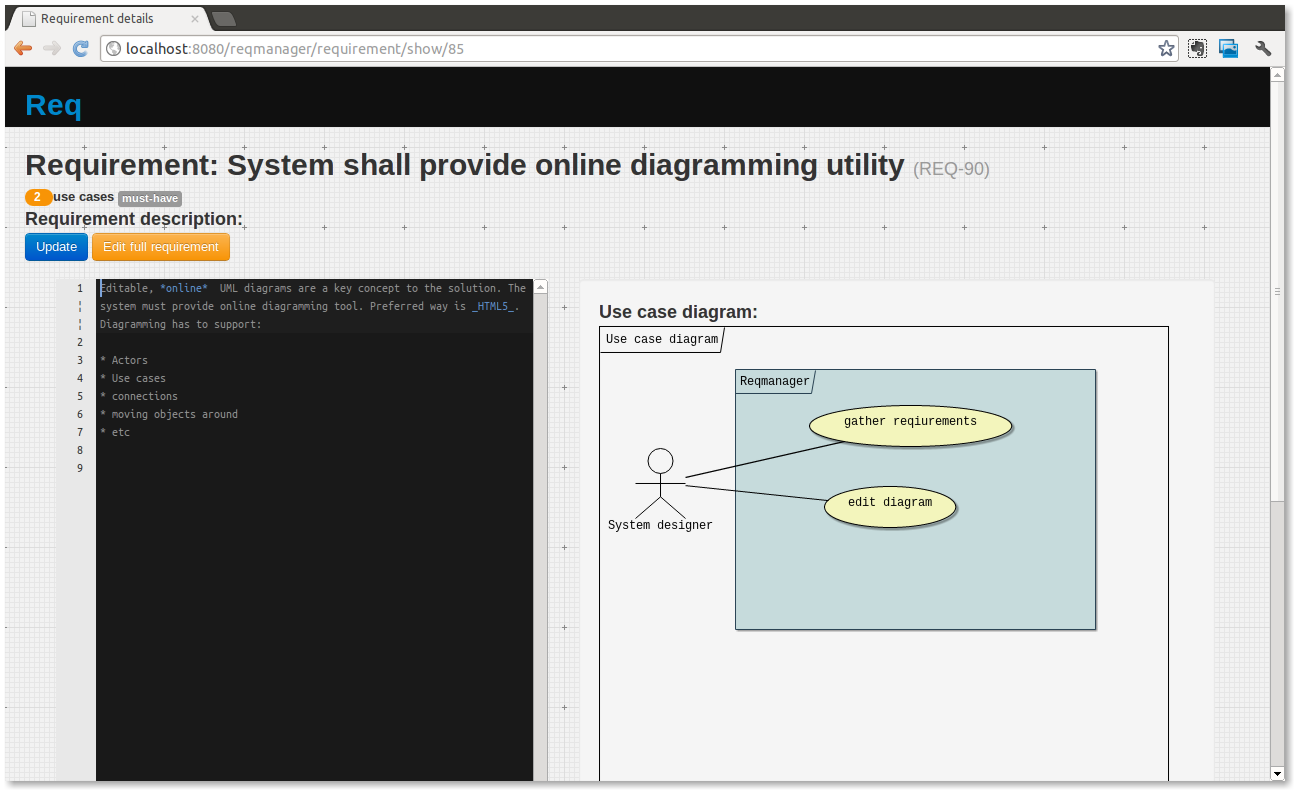 Requirement details
localhost:8080/reqmanager/requirement/show/85
Req
Requirement: System shall provide online diagramming utility (REQ-90)
2 use cases must-have
Requirement description:
Update Edit full requirement
1 Editable, *online*  UML diagrams are a key concept to the solution. The
system must provide online diagramming tool. Preferred way is _HTML5_.
Diagramming has to support:
2
3 * Actors
4 * Use cases
5 * connections
6 * moving objects around
7 * etc
8
9
Use case diagram:
Use case diagram
Reqmanager
gather reqiurements
edit diagram
System designer